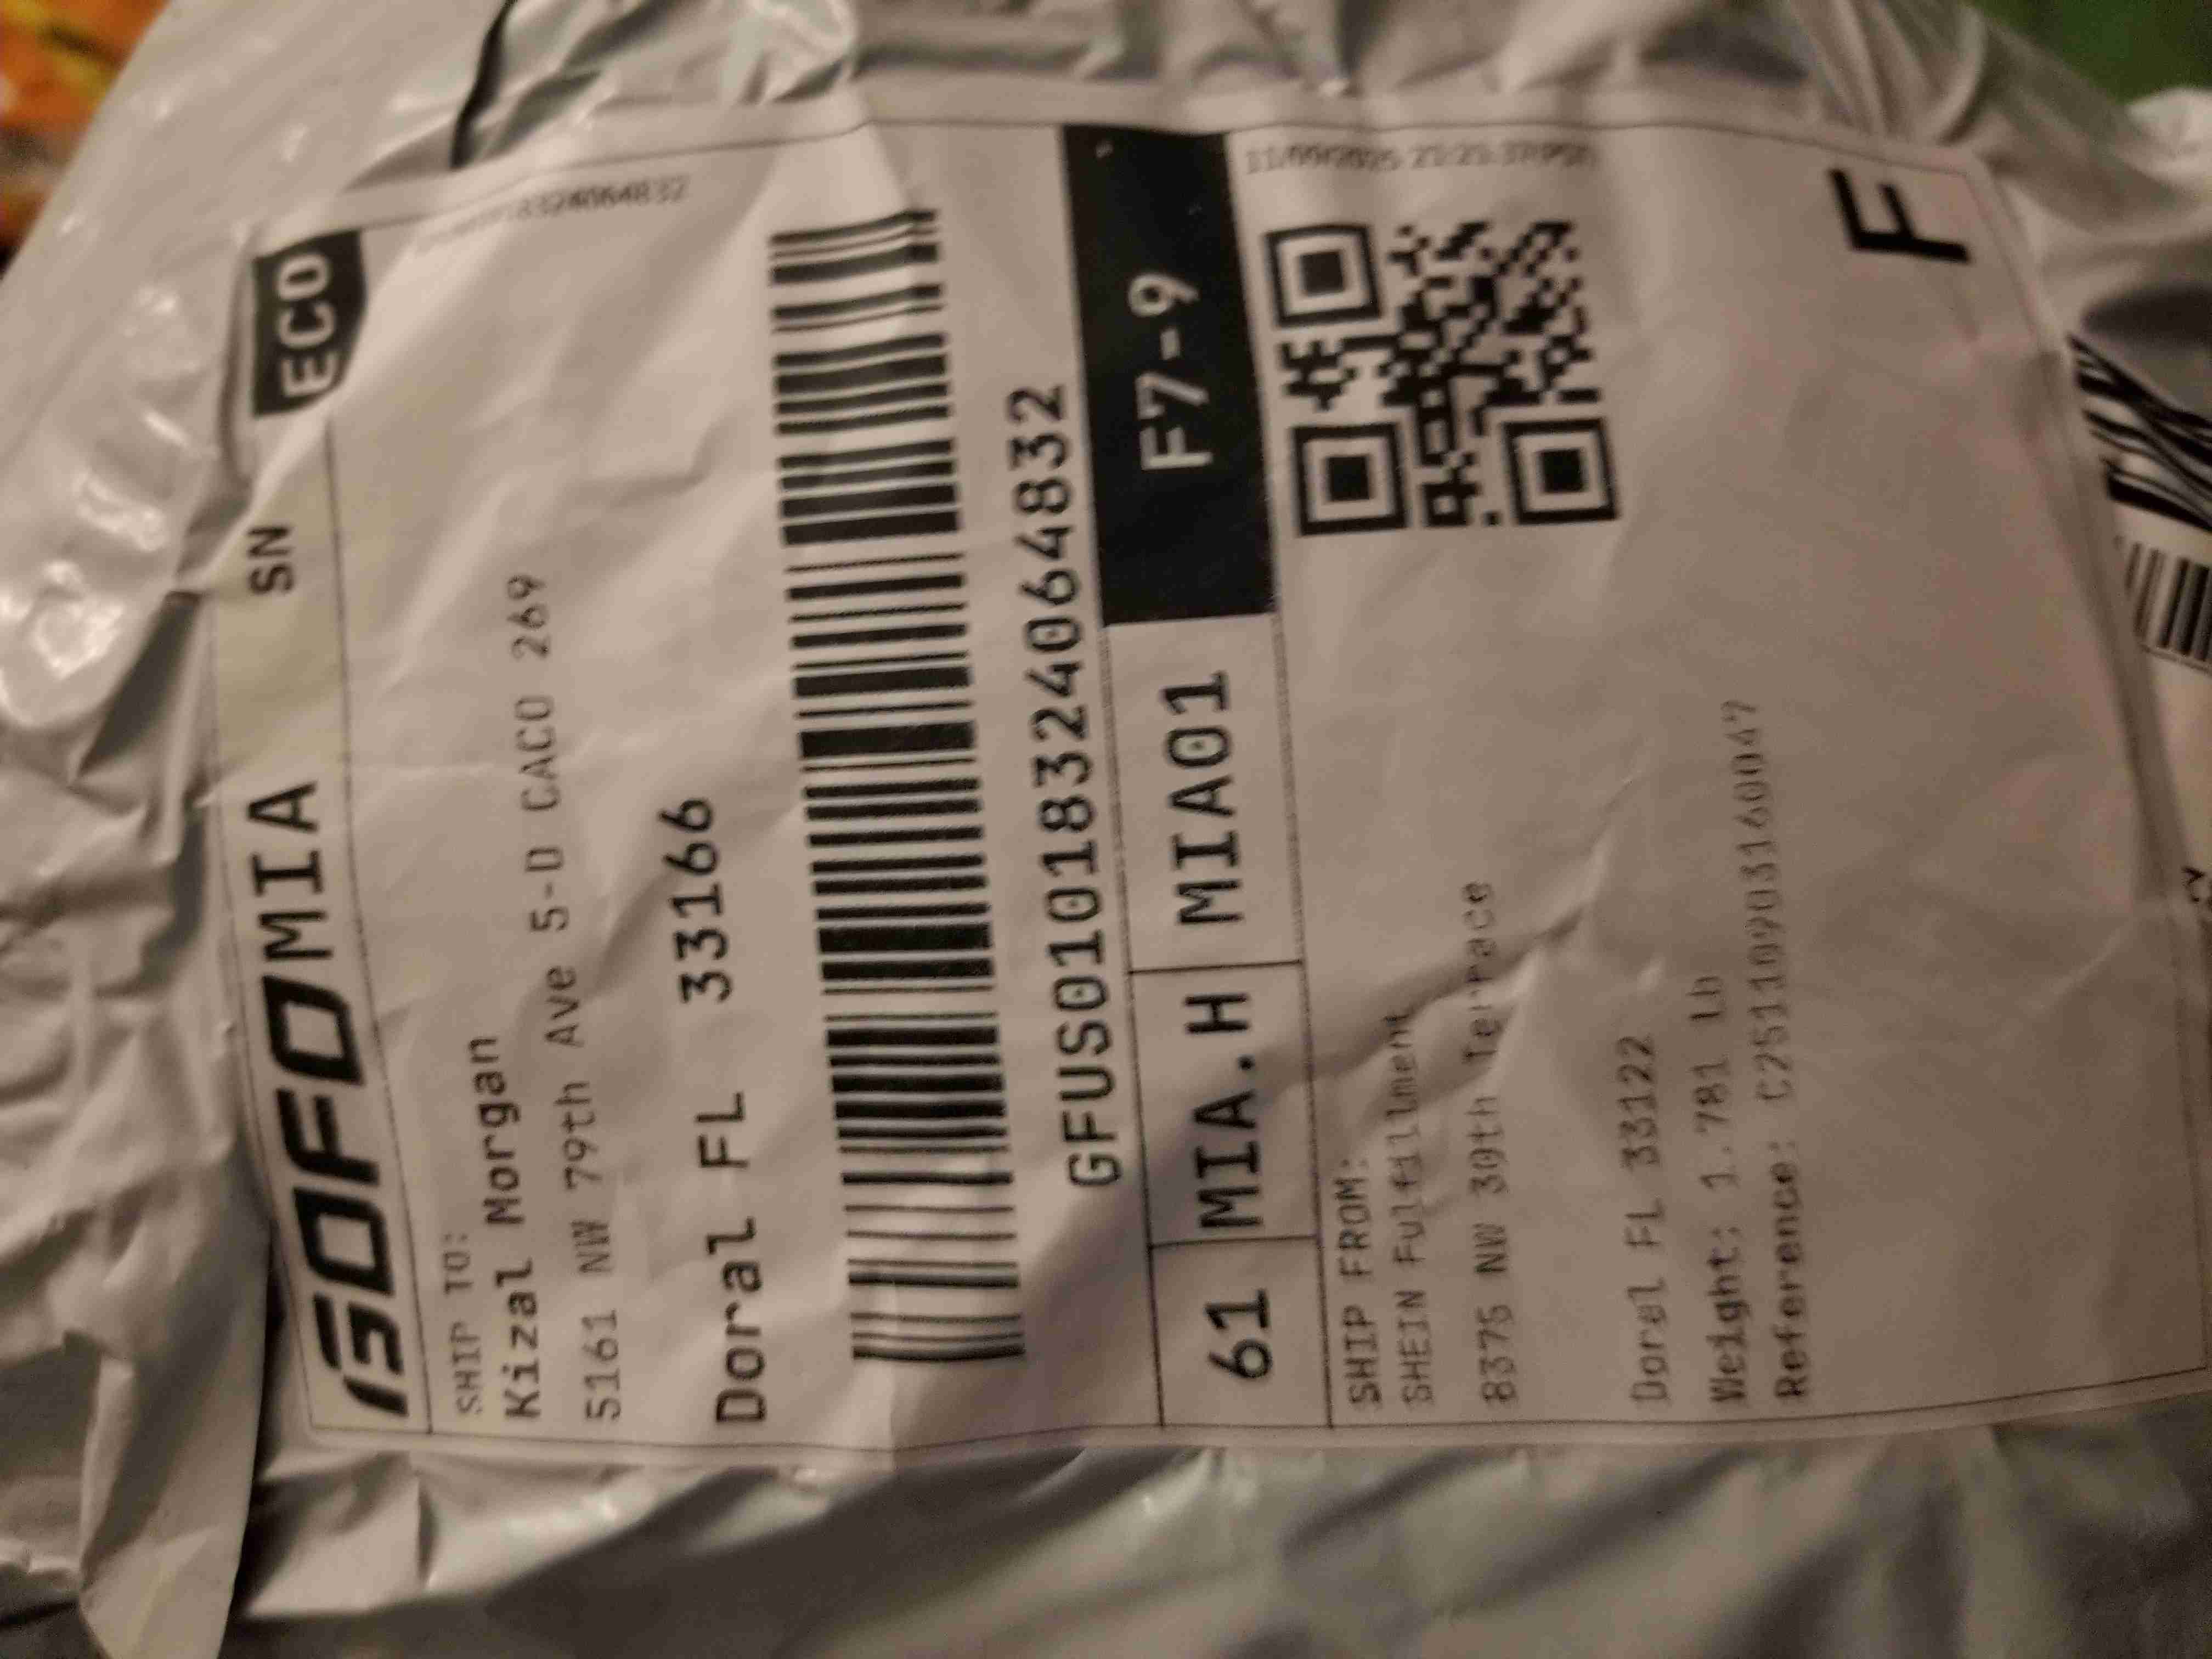 GOFO MIA SN ECO
SHIP TO:
Kizal Morgan
5161 NW 79th Ave 5-D CACO 269
Doral FL 33166
GFUS01018324064832
61 MIA.H MIA01 F7-9
SHIP FROM:
SHEIN Fulfillment
8375 NW 30th Terrace
Doral FL 33122
Weight: 1.781 Lb
Reference: C2511090316004?
F